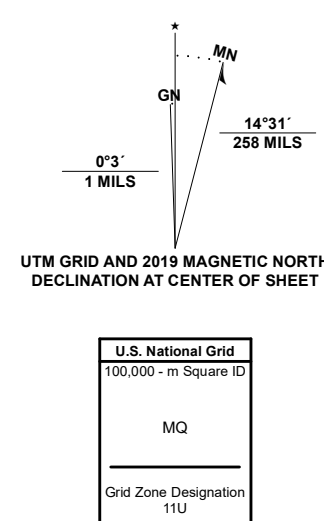 ★
MN
GN
14°31´
258 MILS
0°3´
1 MILS
UTM GRID AND 2019 MAGNETIC NORTH
DECLINATION AT CENTER OF SHEET
U.S. National Grid
100,000 - m Square ID
MQ
Grid Zone Designation
11U